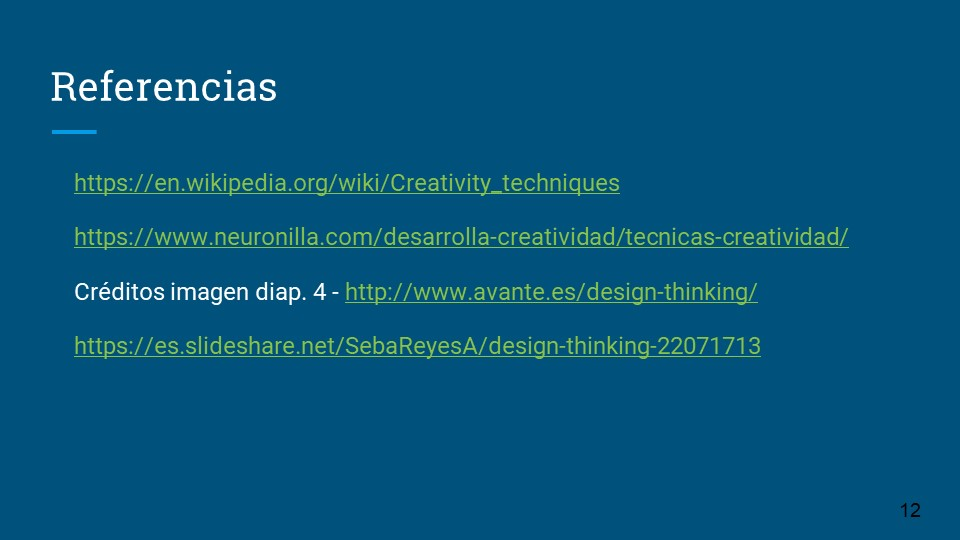 Referencias
https://en.wikipedia.org/wiki/Creativity_techniques
https://www.neuronilla.com/desarrolla-creatividad/tecnicas-creatividad/
Créditos imagen diap. 4 - http://www.avante.es/design-thinking/
https://es.slideshare.net/SebaReyesA/design-thinking-22071713
12